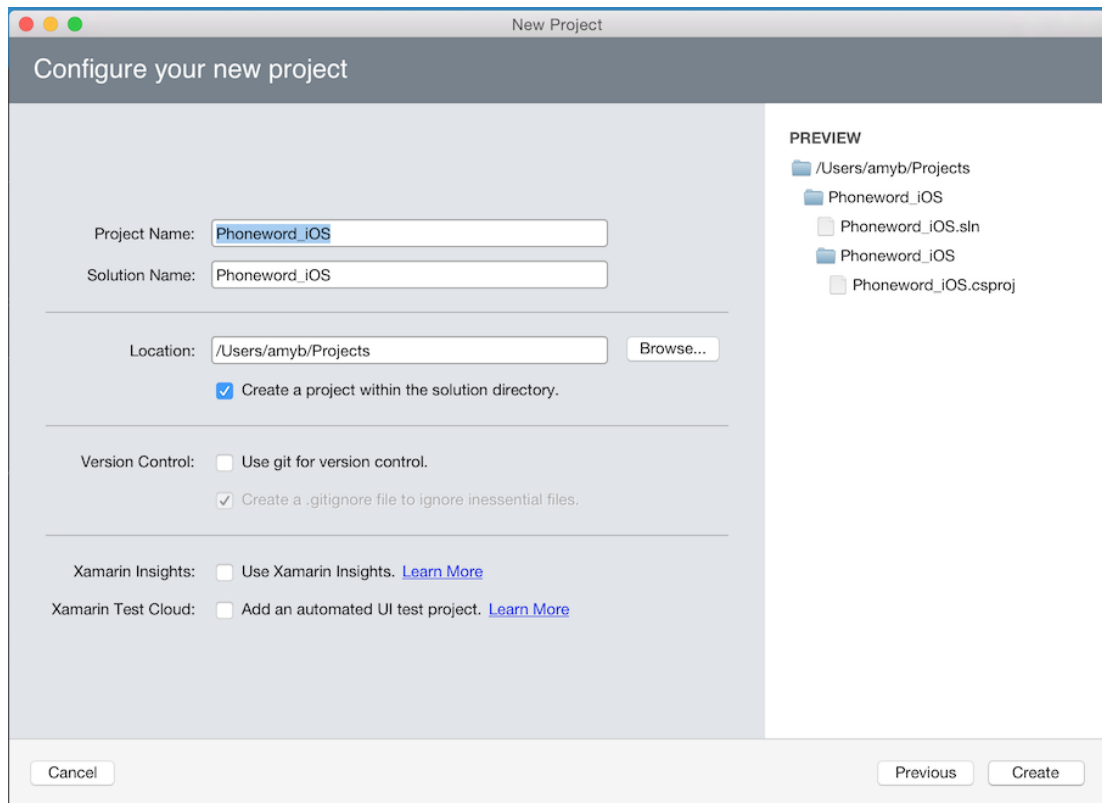 New Project
Configure your new project
Project Name: Phoneword_iOS
Solution Name: Phoneword_iOS
Location: /Users/amyb/Projects Browse...
Create a project within the solution directory.
Version Control: Use git for version control.
Create a .gitignore file to ignore inessential files.
Xamarin Insights: Use Xamarin Insights. Learn More
Xamarin Test Cloud: Add an automated UI test project. Learn More
PREVIEW
/Users/amyb/Projects
Phoneword_iOS
Phoneword_iOS.sln
Phoneword_iOS
Phoneword_iOS.csproj
Cancel Previous Create